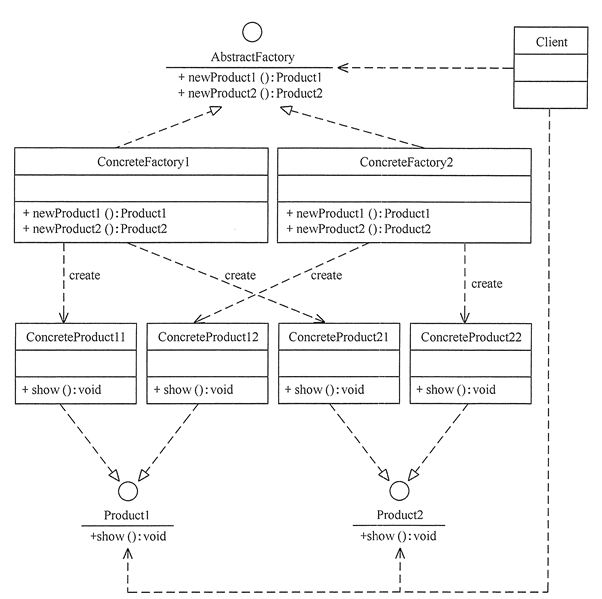 AbstractFactory
Client
+ newProduct1 (): Product1
+ newProduct2 (): Product2
ConcreteFactory1
ConcreteFactory2
+ newProduct1 (): Product1
+ newProduct2 (): Product2
+ newProduct1 (): Product1
+ newProduct2 (): Product2
create
create
create
create
ConcreteProduct11
ConcreteProduct12
ConcreteProduct21
ConcreteProduct22
+ show (): void
+ show (): void
+ show (): void
+ show (): void
Product1
Product2
+show (): void
+show (): void